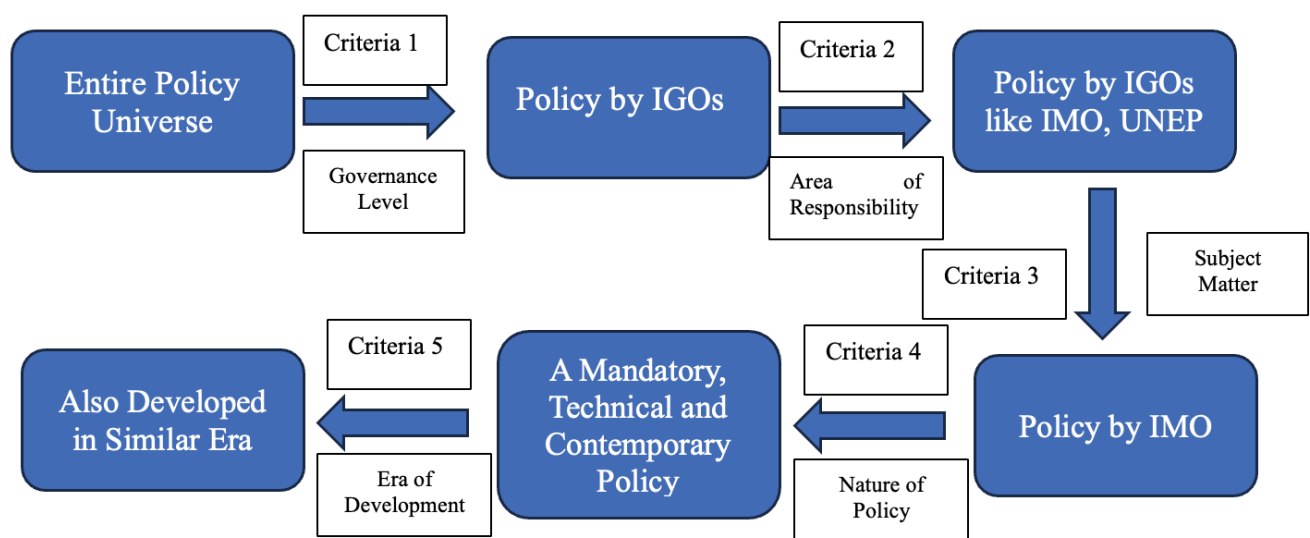 Entire Policy
Universe
Criteria 1
Governance
Level
Policy by IGOs
Criteria 2
Area of
Responsibility
Policy by IGOs
like IMO, UNEP
Criteria 3
Subject
Matter
Policy by IMO
Criteria 4
Nature of
Policy
A Mandatory,
Technical and
Contemporary
Policy
Criteria 5
Era of
Development
Also Developed
in Similar Era